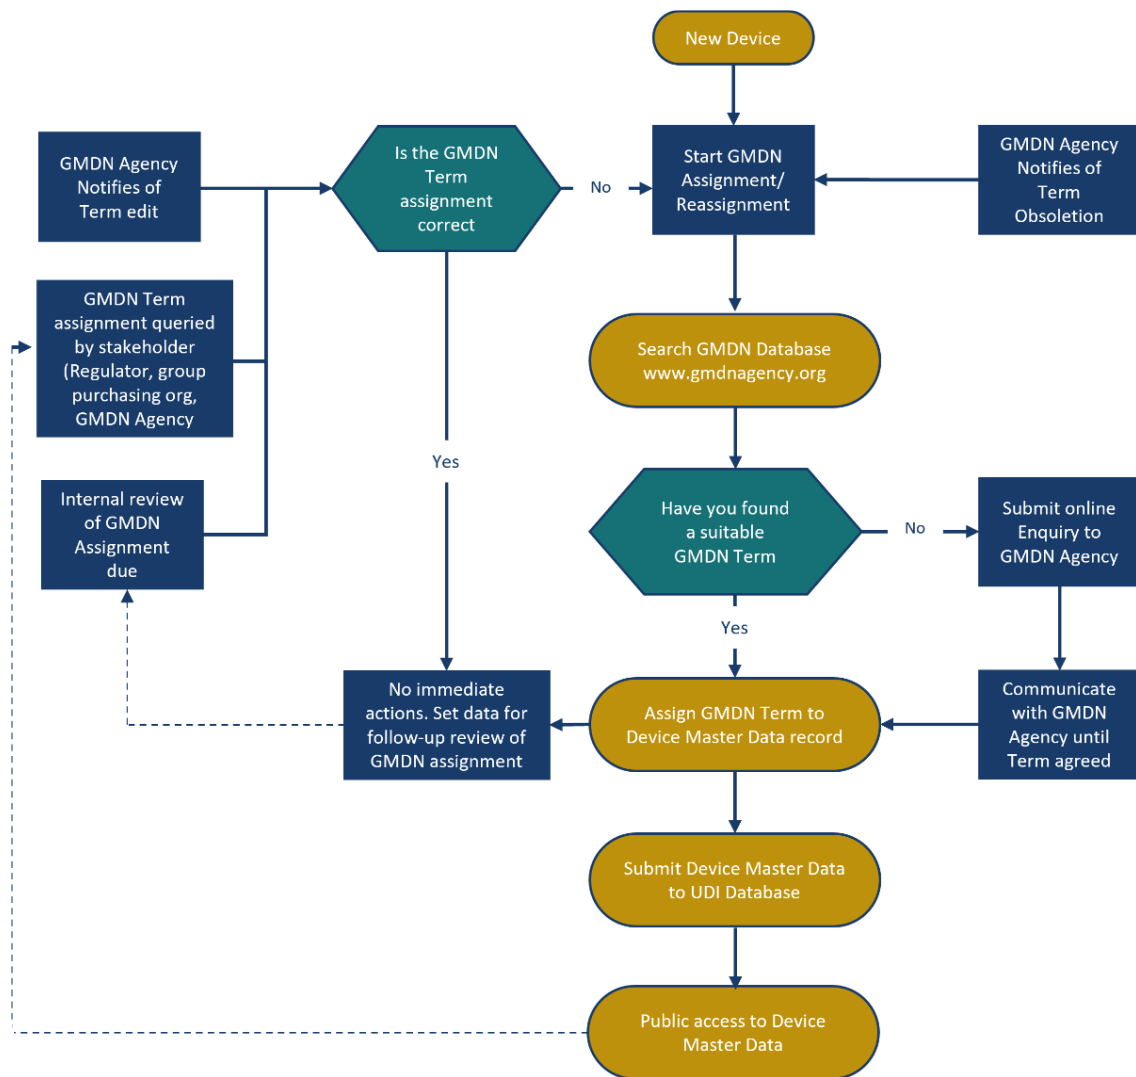 New Device
GMDN Agency
Notifies of
Term edit
Is the GMDN
Term
assignment
correct
No
Start GMDN
Assignment/
Reassignment
GMDN Agency
Notifies of
Term
Obsoletion
GMDN Term
assignment queried
by stakeholder
(Regulator, group
purchasing org,
GMDN Agency
Search GMDN Database
www.gmdnagency.org
Yes
Internal review
of GMDN
Assignment
due
Have you found
a suitable
GMDN Term
No
Submit online
Enquiry to
GMDN Agency
Yes
No immediate
actions. Set data for
follow-up review of
GMDN assignment
Assign GMDN Term to
Device Master Data record
Communicate
with GMDN
Agency until
Term agreed
Submit Device Master Data
to UDI Database
Public access to Device
Master Data